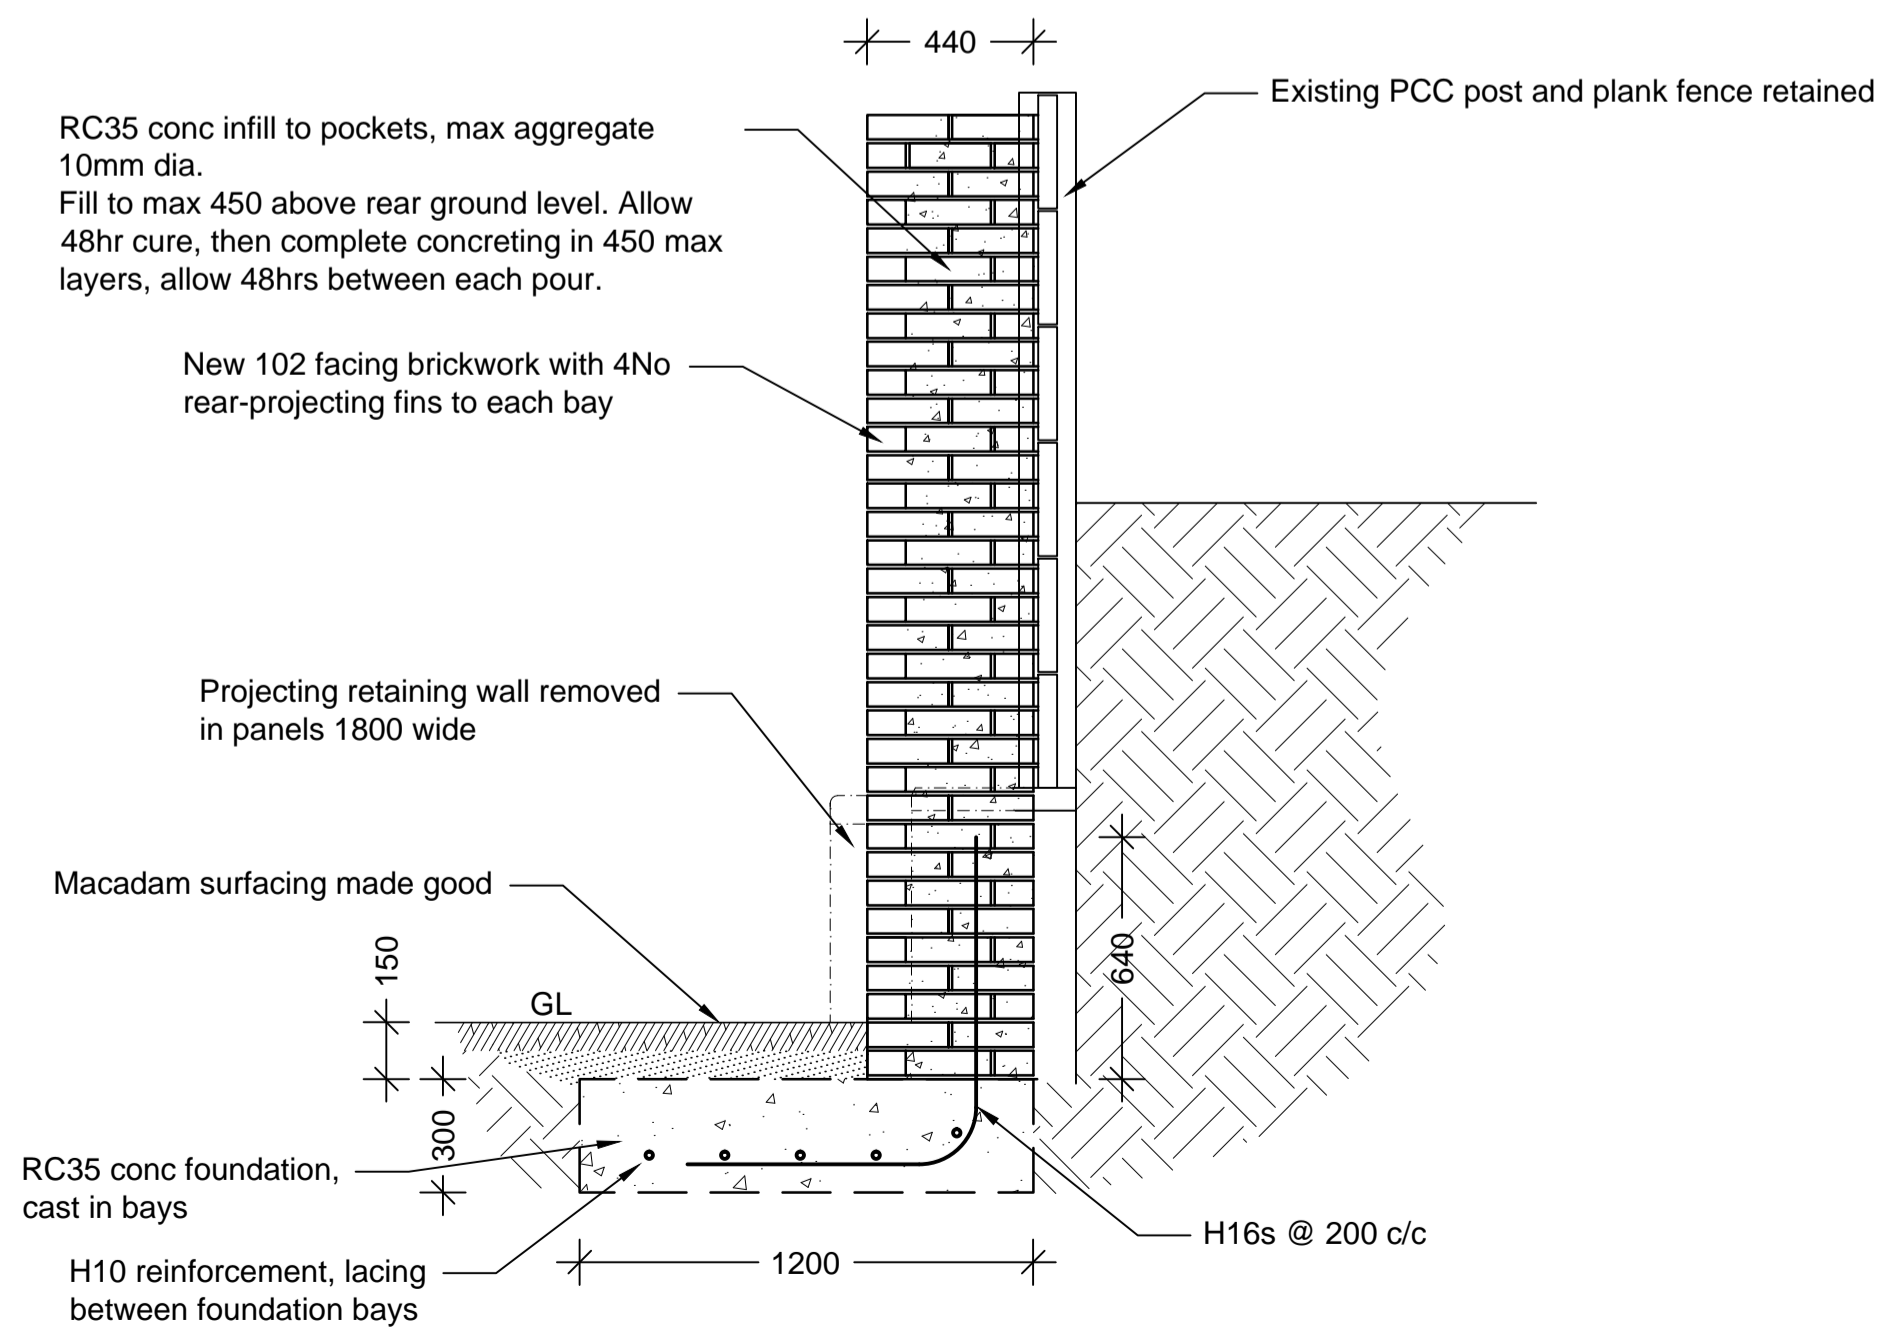 440
Existing PCC post and plank fence retained
RC35 conc infill to pockets, max aggregate
10mm dia.
Fill to max 450 above rear ground level. Allow
48hr cure, then complete concreting in 450 max
layers, allow 48hrs between each pour.
New 102 facing brickwork with 4No
rear-projecting fins to each bay
Projecting retaining wall removed
in panels 1800 wide
Macadam surfacing made good
150
640
GL
300
RC35 conc foundation,
cast in bays
H16s @ 200 c/c
1200
H10 reinforcement, lacing
between foundation bays